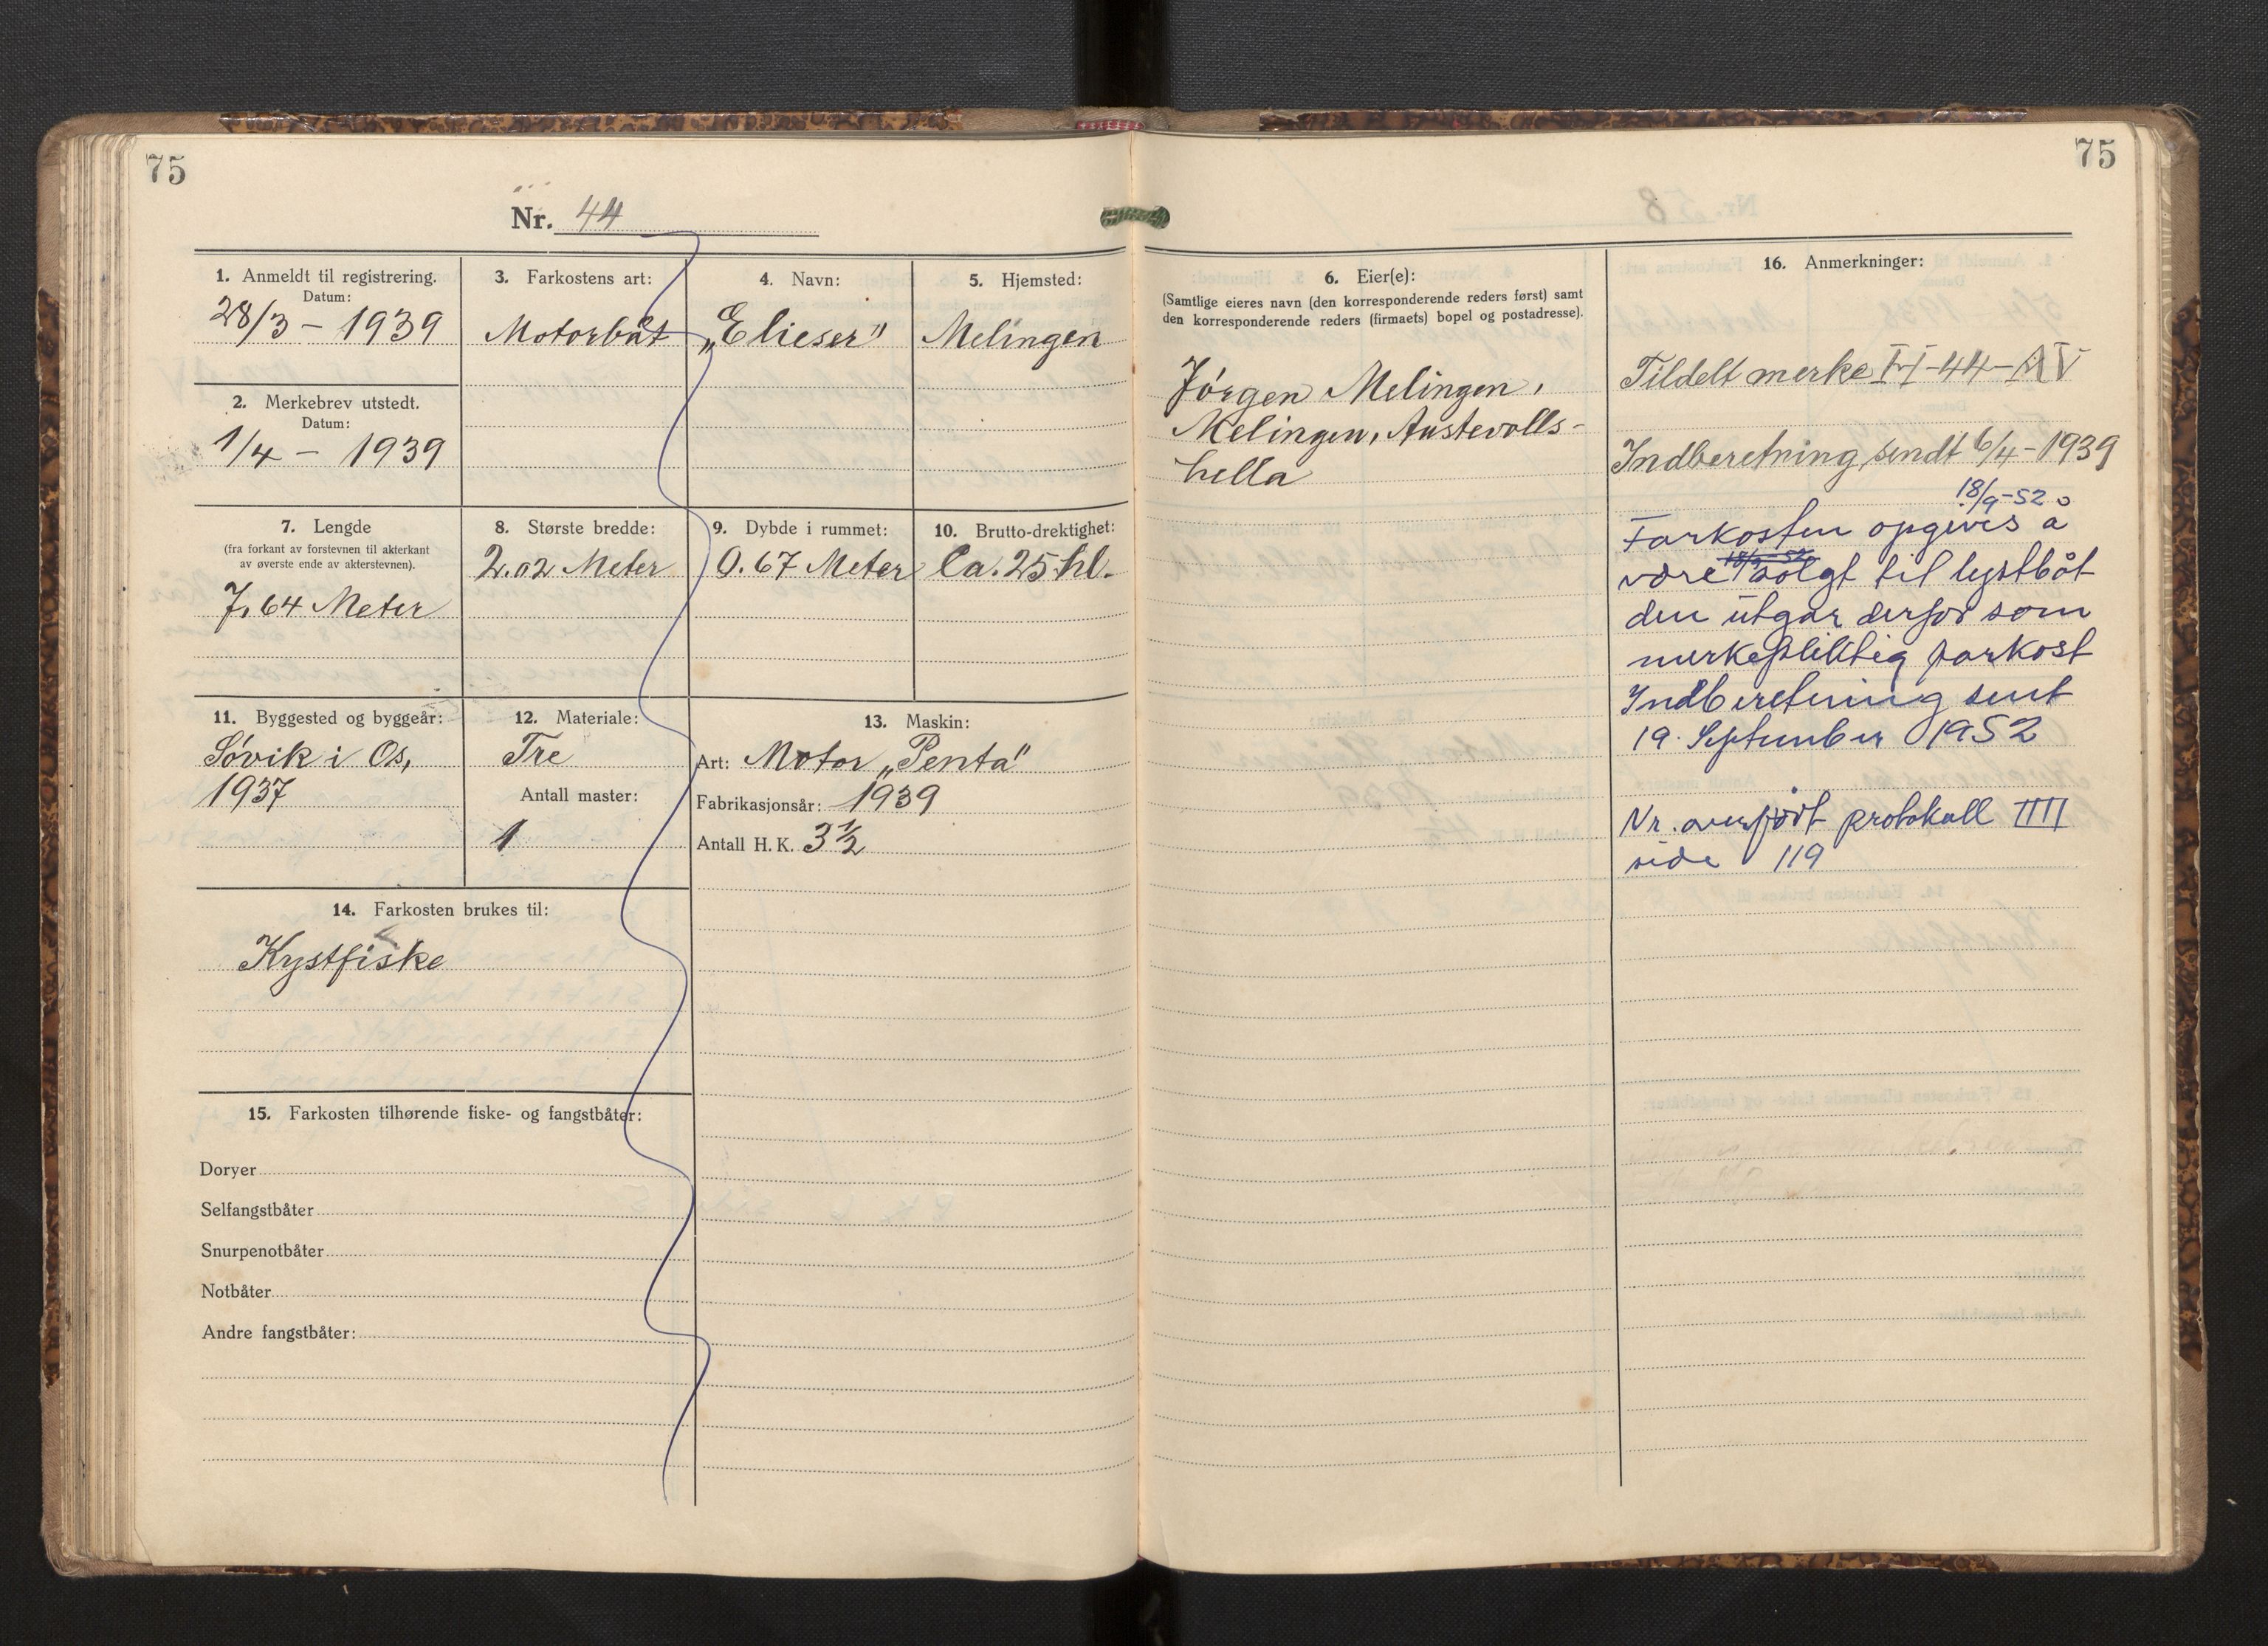 75
75
Nr. 44
1. Anmeldt til registrering.
Datum:
28/3 - 1939
2. Merkebrev utstedt.
Datum:
1/4 - 1939
3. Farkostens art:
Motorbåt
4. Navn:
„Elieser"
5. Hjemsted:
Melingen
7. Lengde
(fra forkant av forstevnen til akterkant
av øverste ende av akterstevnen).
7,64 Meter
8. Største bredde:
2.02 Meter
9. Dybde i rummet:
0.67 Meter
10. Brutto-drektighet:
Ca. 25 hl.
11. Byggested og byggeår:
Søvik i Os,
1937
12. Materiale:
Tre
Antall master:
1
13. Maskin:
Art: Motor „Penta"
Fabrikasjonsår: 1939
Antall H. K. 3 ½
14. Farkosten brukes til:
Kystfiske
15. Farkosten tilhørende fiske- og fangstbåter:
Doryer
Selfangstbåter
Snurpenotbåter
Notbåter
Andre fangstbåter:
6. Eier(e):
(Samtlige eieres navn (den korresponderende reders først) samt
den korresponderende reders (firmaets) bopel og postadresse).
Jørgen Melingen,
Melingen, Austevolls-
hella
16. Anmerkninger:
Tildelt merke H-44-AV
Indberetning sendt 6/4-1939
18/9-52
Farkosten opgives å
18/9-52
være solgt til lystbåt
den utgår derfor som
merkepliktig farkost
Indberetning sent
19. September 1952
Nr. overført protokoll IIII
side 119